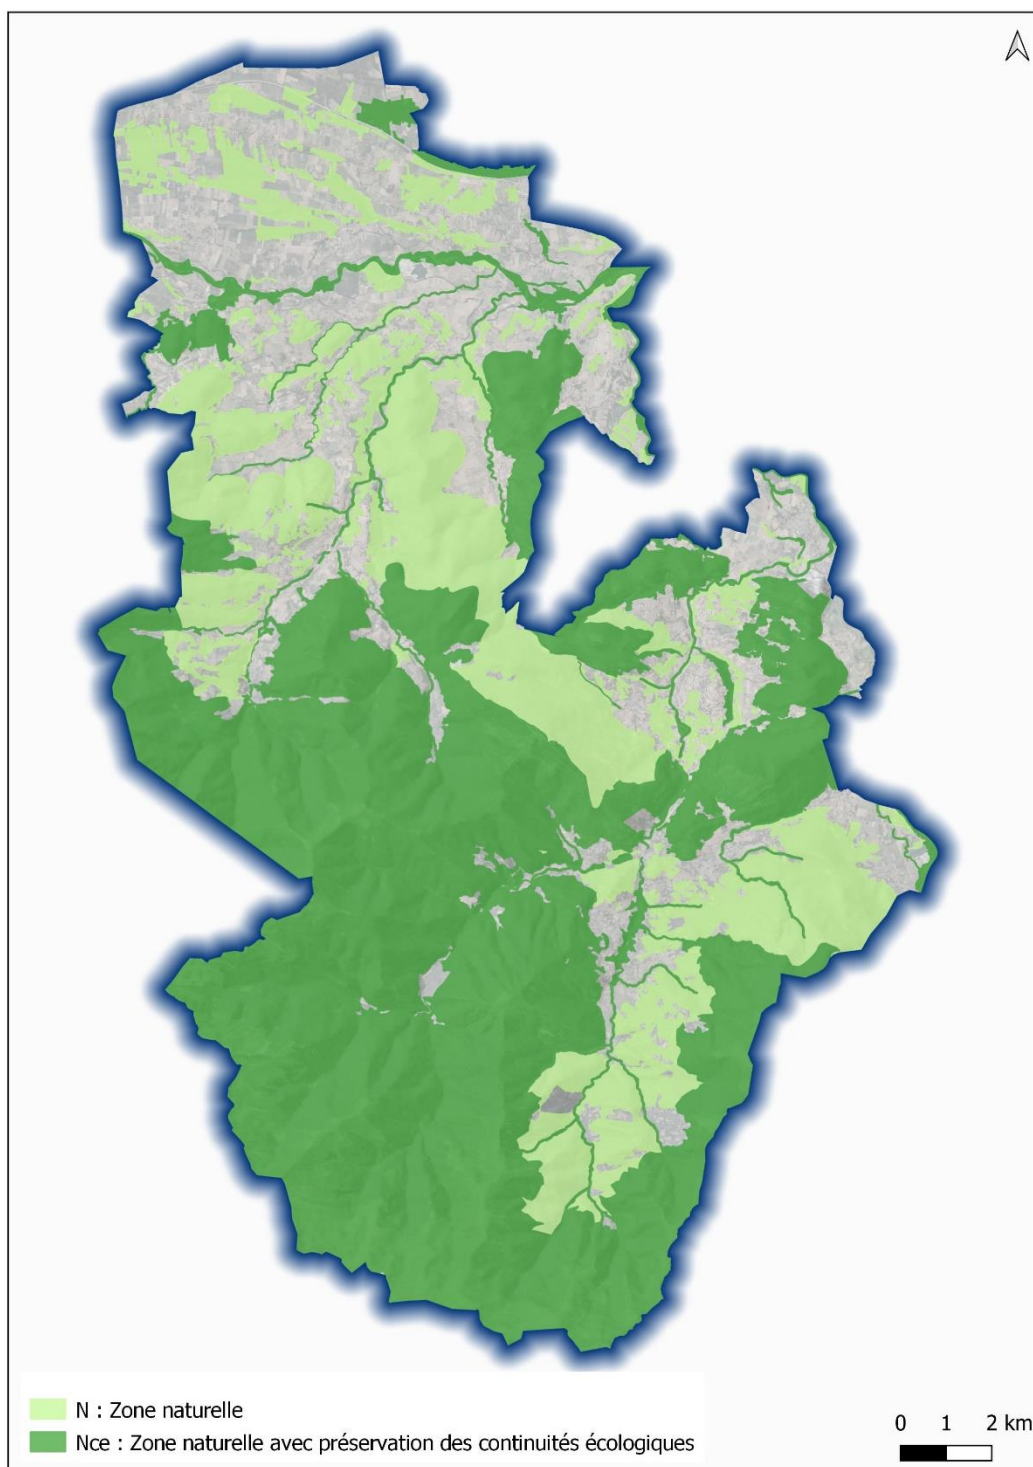 N : Zone naturelle
Nce : Zone naturelle avec préservation des continuités écologiques
0 1 2 km